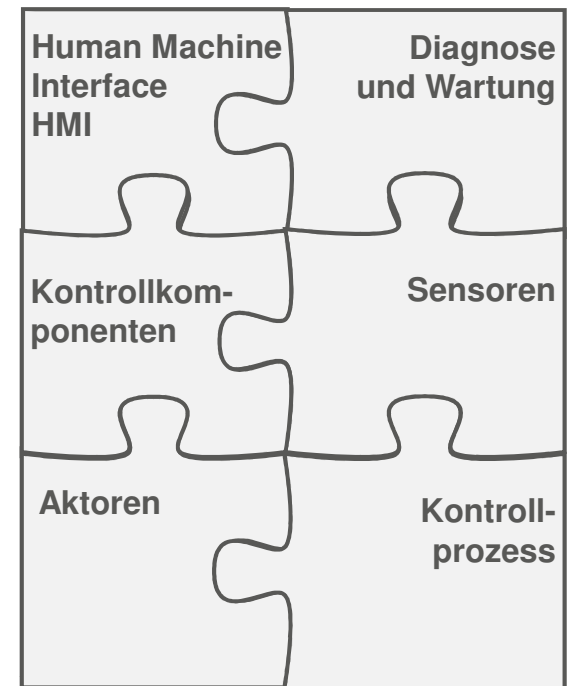 Human Machine
Interface
HMI
Diagnose
und Wartung
Kontrollkom-
ponenten
Sensoren
Aktoren
Kontroll-
prozess